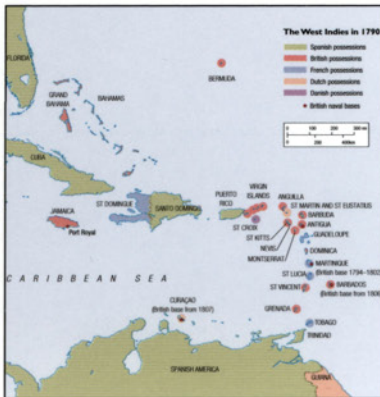 The West Indies in 1790
Spanish possessions
British possessions
French possessions
Dutch possessions
Danish possessions
British naval bases
FLORIDA
BERMUDA
GRAND
BAHAMA
BAHAMAS
CUBA
JAMAICA
Port Royal
ST DOMINGUE
SANTO DOMINGO
PUERTO
RICO
VIRGIN
ISLANDS
ST CROIX
ANGUILLA
ST MARTIN AND ST EUSTATIUS
BARBUDA
ANTIGUA
GUADELOUPE
ST KITTS
NEVIS
MONTSERRAT
DOMINICA
MARTINIQUE
(British base 1794–1802)
ST LUCIA
ST VINCENT
BARBADOS
GRENADA
TOBAGO
TRINIDAD
CARIBBEAN SEA
CURAÇAO
(British base from 1807)
SPANISH AMERICA